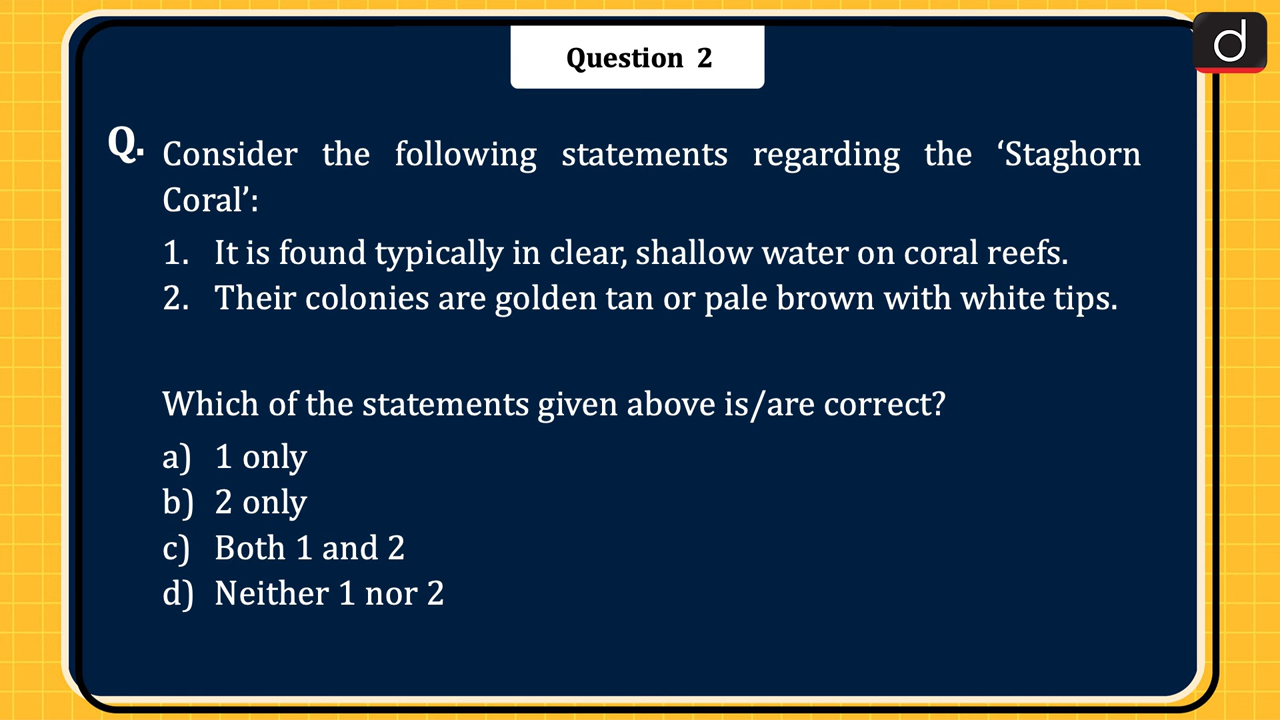 Question 2
d
Q. Consider the following statements regarding the ‘Staghorn
Coral’:
1. It is found typically in clear, shallow water on coral reefs.
2. Their colonies are golden tan or pale brown with white tips.
Which of the statements given above is/are correct?
a) 1 only
b) 2 only
c) Both 1 and 2
d) Neither 1 nor 2